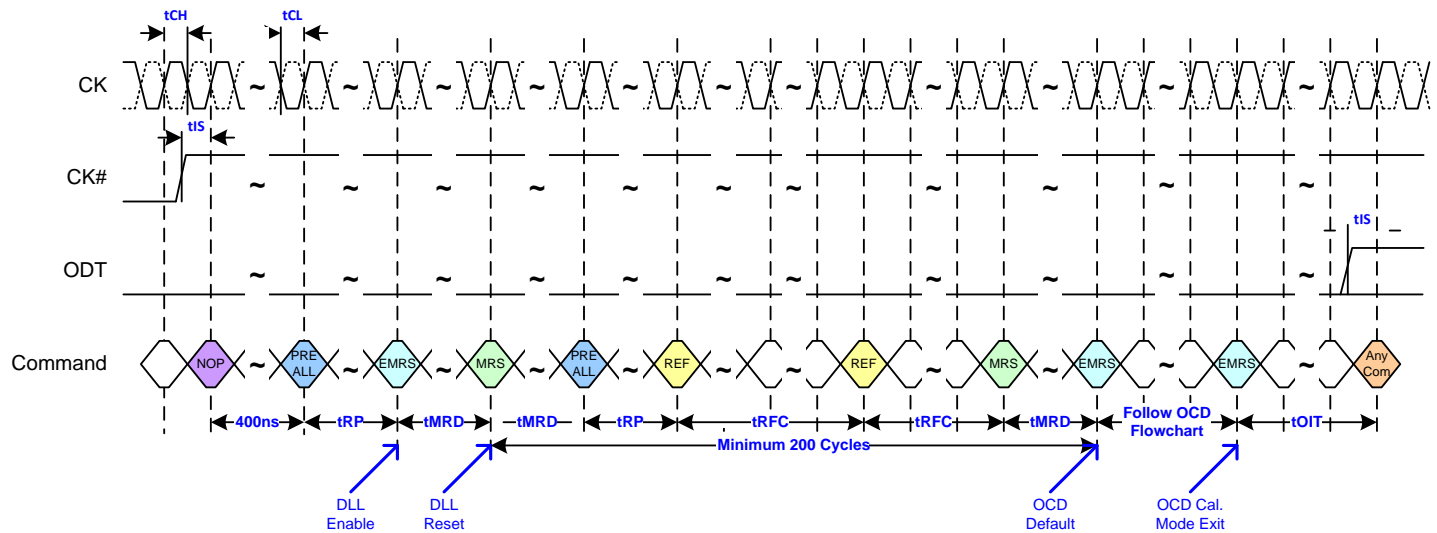 tCH
tCL
CK
tIS
CK#
tIS
ODT
Command
NOP
PRE
ALL
EMRS
MRS
PRE
ALL
REF
REF
MRS
EMRS
EMRS
Any
Com
400ns
tRP
tMRD
tMRD
tRP
tRFC
tRFC
tMRD
Follow OCD
Flowchart
tOIT
Minimum 200 Cycles
DLL
Enable
DLL
Reset
OCD
Default
OCD Cal.
Mode Exit